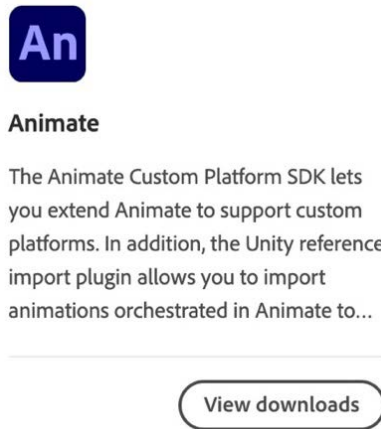 An
Animate
The Animate Custom Platform SDK lets
you extend Animate to support custom
platforms. In addition, the Unity reference
import plugin allows you to import
animations orchestrated in Animate to...
View downloads